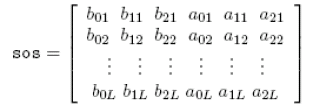 b₀₁ b₁₁ b₂₁ a₀₁ a₁₁ a₂₁
b₀₂ b₁₂ b₂₂ a₀₂ a₁₂ a₂₂
sos = [ ⋮ ⋮ ⋮ ⋮ ⋮ ⋮ ]
b₀L b₁L b₂L a₀L a₁L a₂L